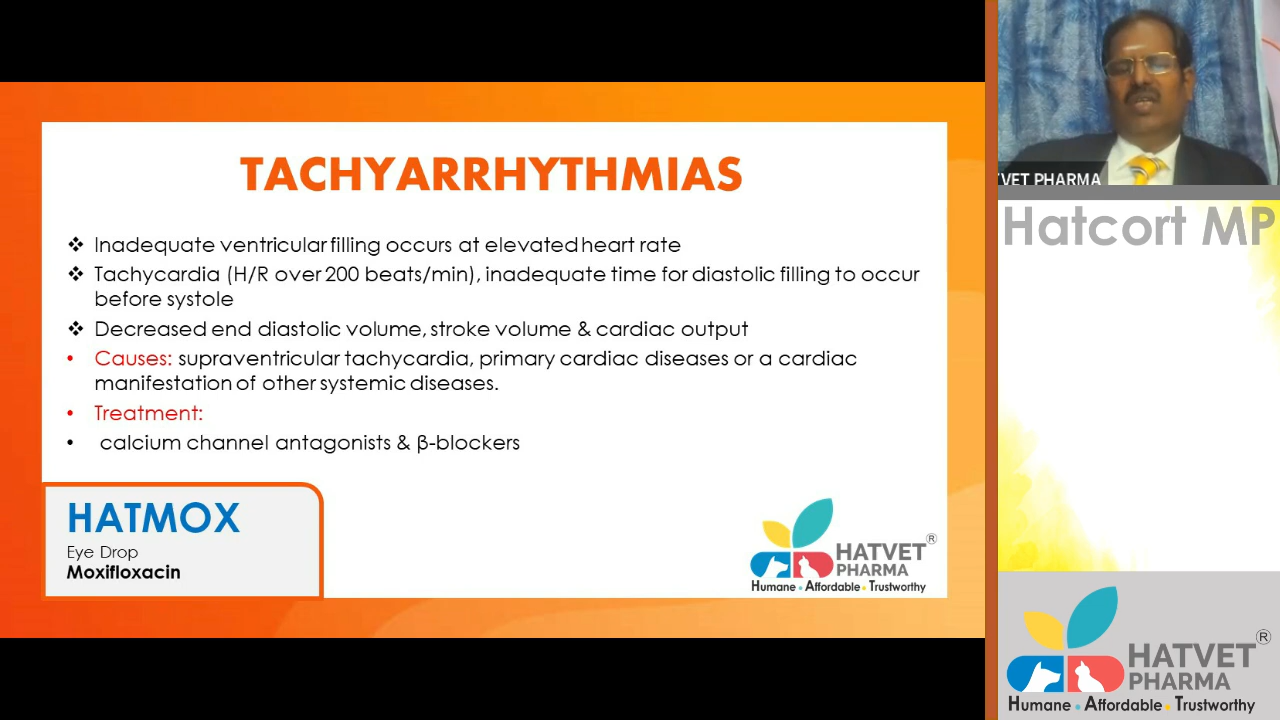 TACHYARRHYTHMIAS
❖ Inadequate ventricular filling occurs at elevated heart rate
❖ Tachycardia (H/R over 200 beats/min), inadequate time for diastolic filling to occur
before systole
❖ Decreased end diastolic volume, stroke volume & cardiac output
• Causes: supraventricular tachycardia, primary cardiac diseases or a cardiac
manifestation of other systemic diseases.
• Treatment:
• calcium channel antagonists & β-blockers
HATMOX
Eye Drop
Moxifloxacin
HATVET®
PHARMA
Humane • Affordable • Trustworthy
VET PHARMA
Hatcort MP
HATVET®
PHARMA
Humane • Affordable • Trustworthy